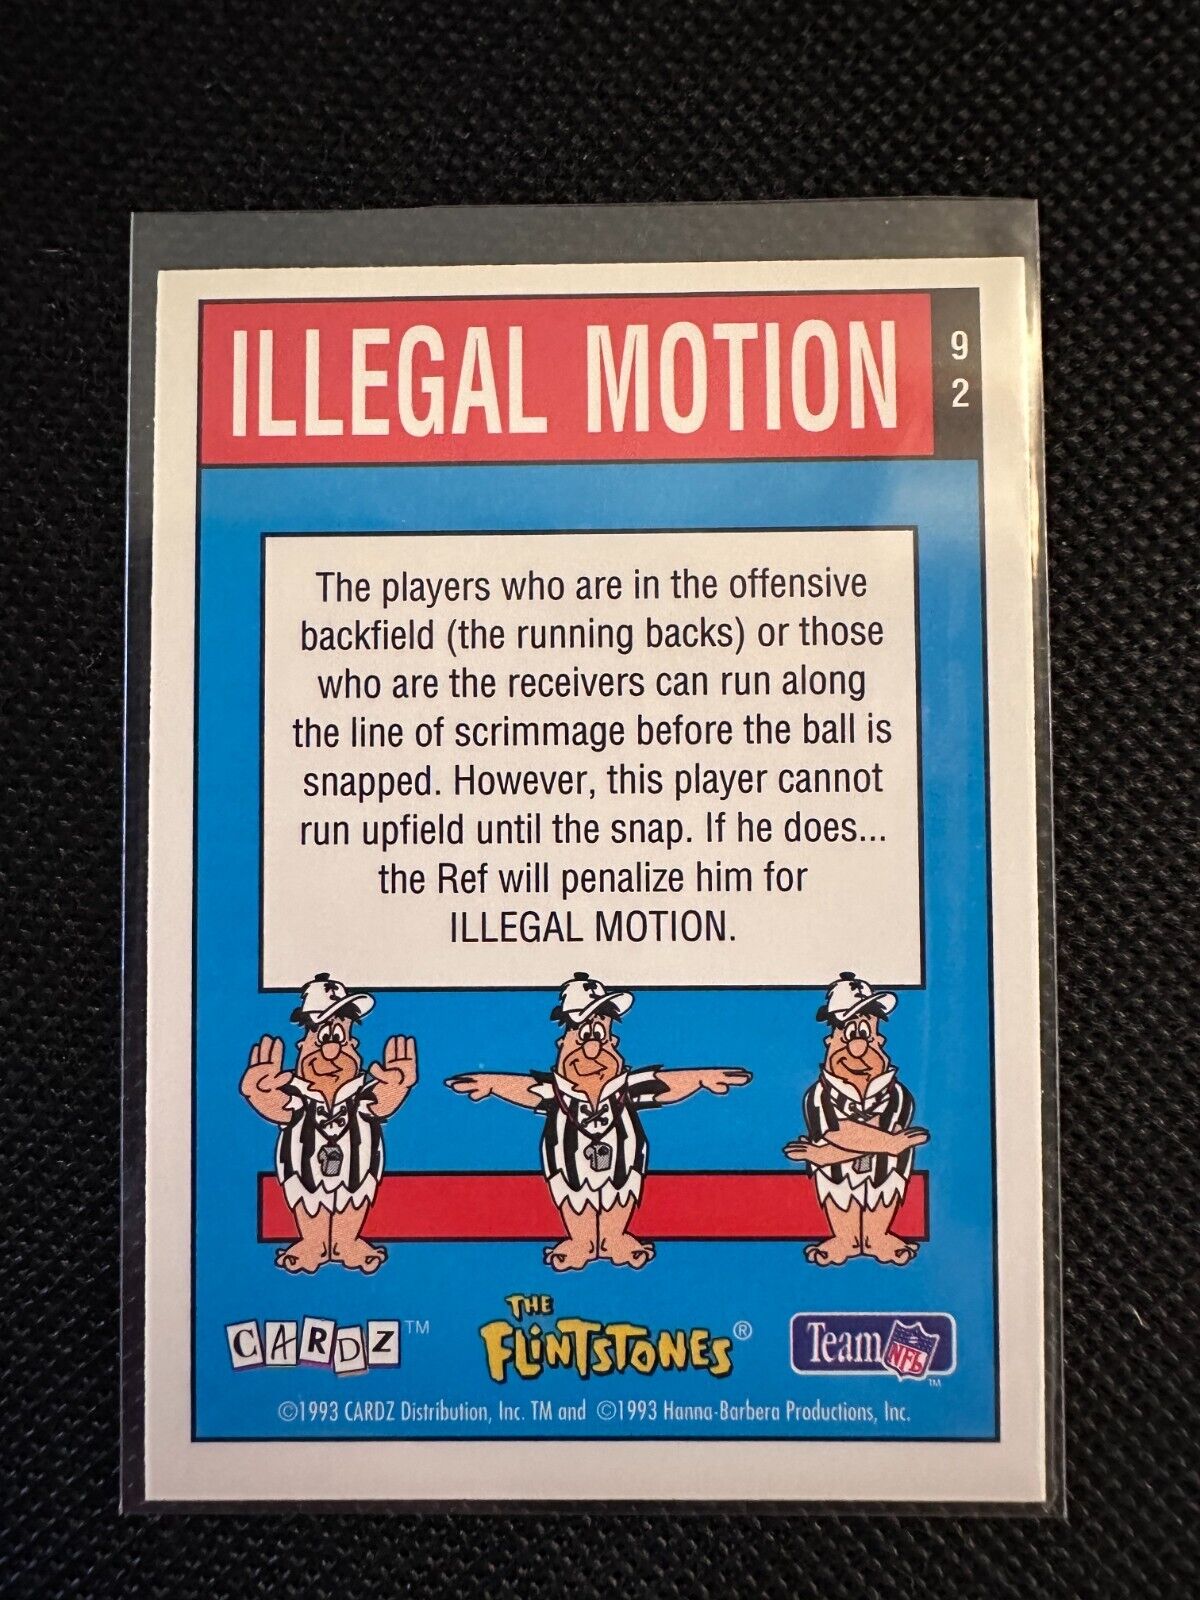 ILLEGAL MOTION
9
2
The players who are in the offensive
backfield (the running backs) or those
who are the receivers can run along
the line of scrimmage before the ball is
snapped. However, this player cannot
run upfield until the snap. If he does...
the Ref will penalize him for
ILLEGAL MOTION.
CARDZ™
THE
FLINTSTONES®
Team NFL™
©1993 CARDZ Distribution, Inc. TM and ©1993 Hanna-Barbera Productions, Inc.